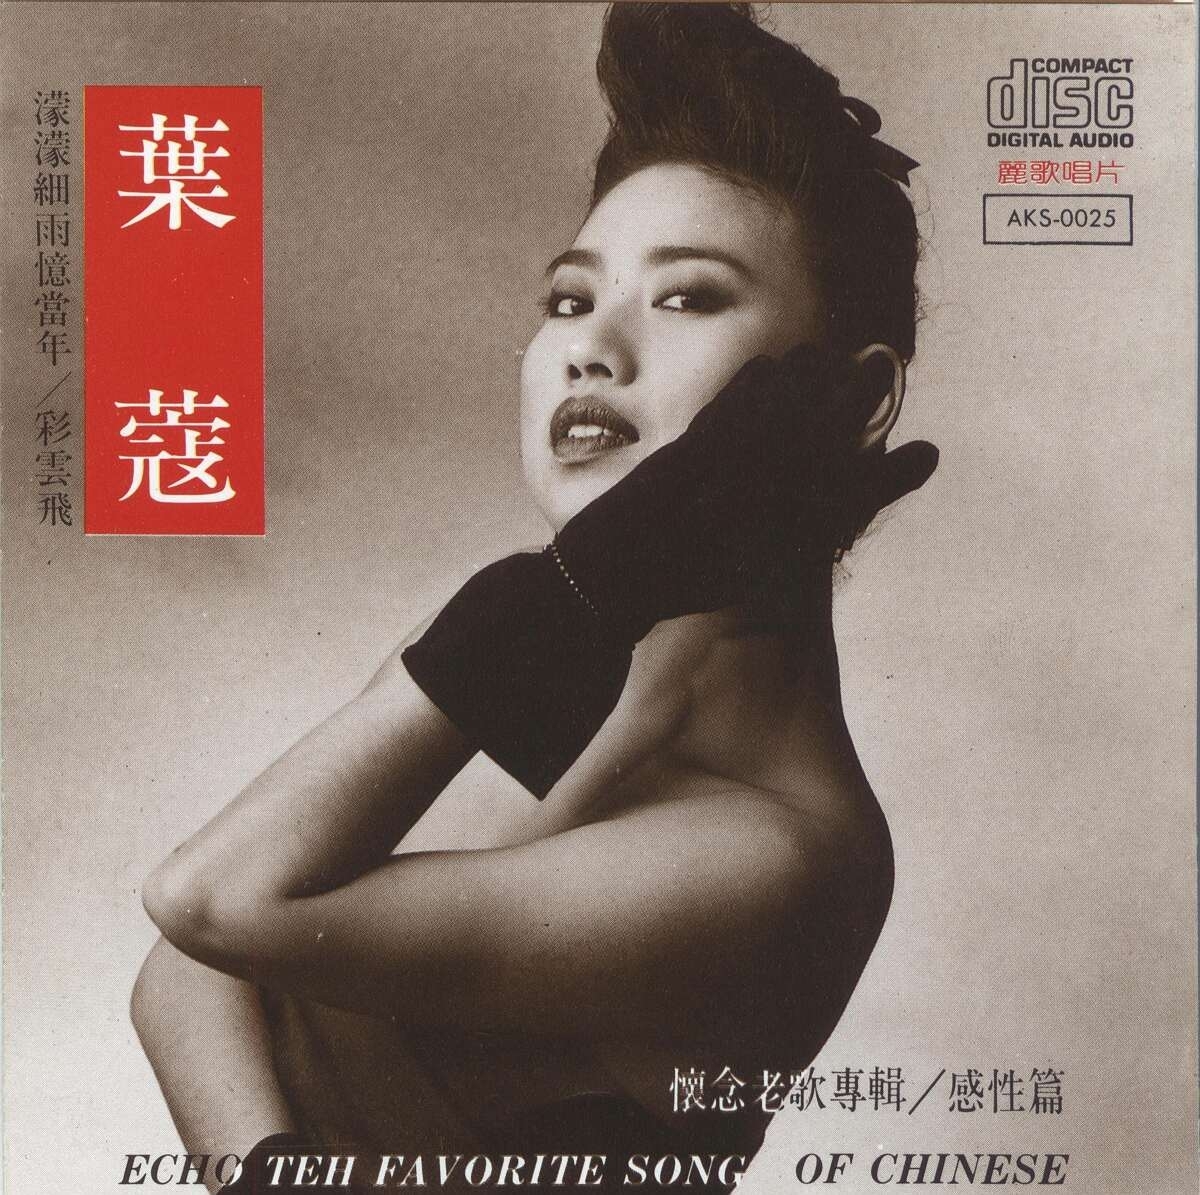 濛濛細雨憶當年／彩雲飛
葉蔻
COMPACT
disc
DIGITAL AUDIO
麗歌唱片
AKS-0025
懷念老歌專輯／感性篇
ECHO TEH FAVORITE SONG OF CHINESE